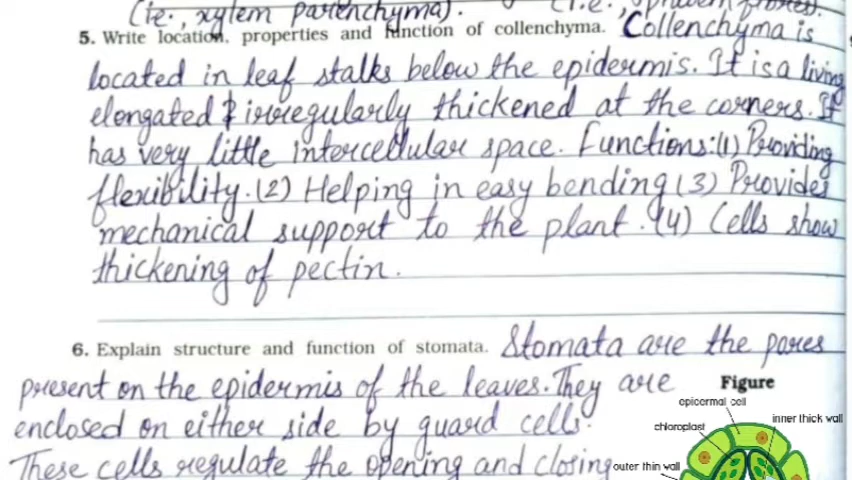 (ie., xylem parenchyma). (i.e.,
5. Write location, properties and function of collenchyma. Collenchyma is
located in leaf stalks below the epidermis. It is a living
elongated & irregularly thickened at the corners. It
has very little intercellular space. Functions: (1) Providing
flexibility. (2) Helping in easy bending (3) Provides
mechanical support to the plant. (4) Cells show
thickening of pectin.
6. Explain structure and function of stomata. Stomata are the pores
present on the epidermis of the leaves. They are
Figure
enclosed on either side by guard cells.
These cells regulate the opening and closing
epicermal cell
inner thick wall
chloroplast
outer thin wall